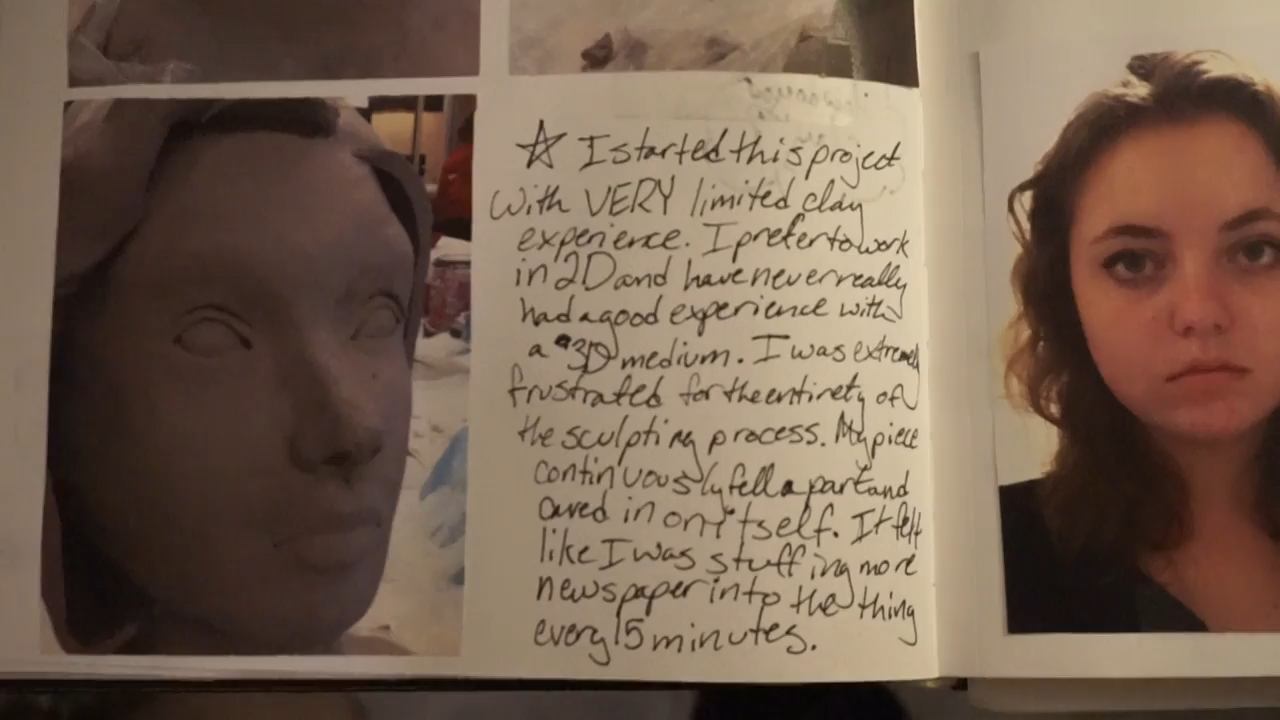 ☆ I started this project
with VERY limited clay
experience. I prefer to work
in 2D and have never really
had a good experience with
a 3D medium. I was extremely
frustrated for the entirety of
the sculpting process. My piece
continuously fell apart and
caved in on itself. It felt
like I was stuffing more
newspaper into the thing
every 15 minutes.